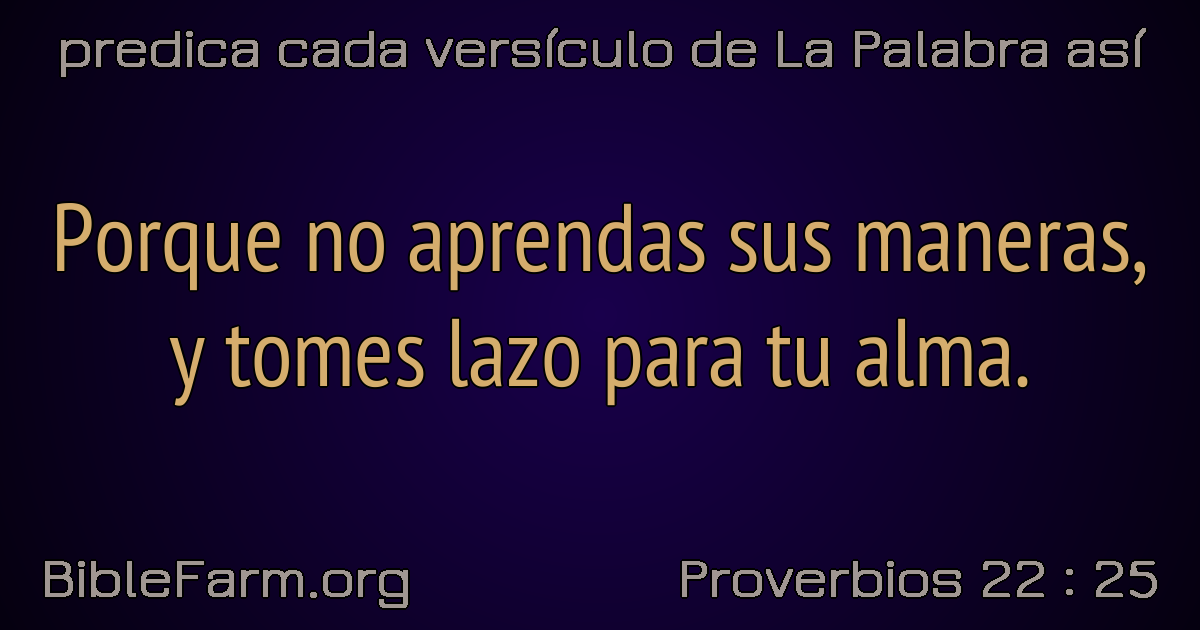 predica cada versículo de La Palabra así
Porque no aprendas sus maneras,
y tomes lazo para tu alma.
BibleFarm.org
Proverbios 22 : 25